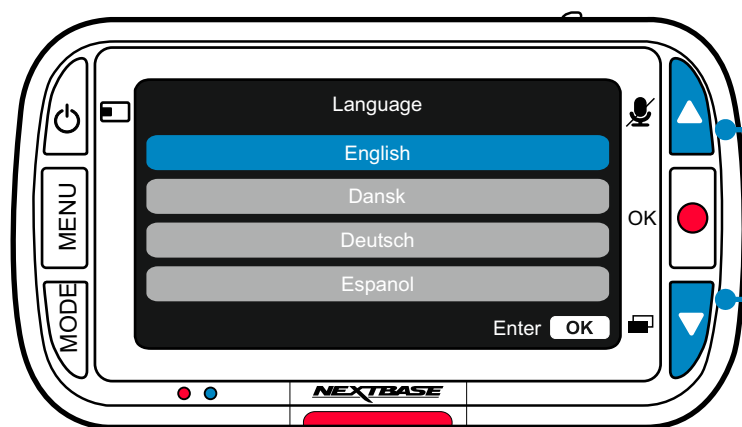 Language
English
Dansk
Deutsch
Espanol
Enter OK
MENU
MODE
OK
NEXTBASE